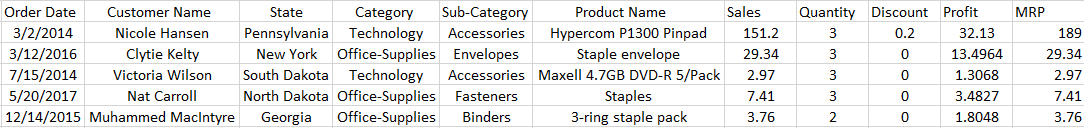 Order Date Customer Name State Category Sub-Category Product Name Sales Quantity Discount Profit MRP
3/2/2014 Nicole Hansen Pennsylvania Technology Accessories Hypercom P1300 Pinpad 151.2 3 0.2 32.13 189
3/12/2016 Clytie Kelty New York Office-Supplies Envelopes Staple envelope 29.34 3 0 13.4964 29.34
7/15/2014 Victoria Wilson South Dakota Technology Accessories Maxell 4.7GB DVD-R 5/Pack 2.97 3 0 1.3068 2.97
5/20/2017 Nat Carroll North Dakota Office-Supplies Fasteners Staples 7.41 3 0 3.4827 7.41
12/14/2015 Muhammed MacIntyre Georgia Office-Supplies Binders 3-ring staple pack 3.76 2 0 1.8048 3.76